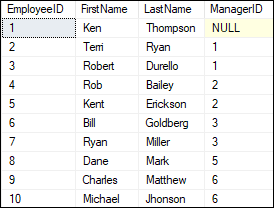 EmployeeID FirstName LastName ManagerID
1 Ken Thompson NULL
2 Terri Ryan 1
3 Robert Durello 1
4 Rob Bailey 2
5 Kent Erickson 2
6 Bill Goldberg 3
7 Ryan Miller 3
8 Dane Mark 5
9 Charles Matthew 6
10 Michael Jhonson 6